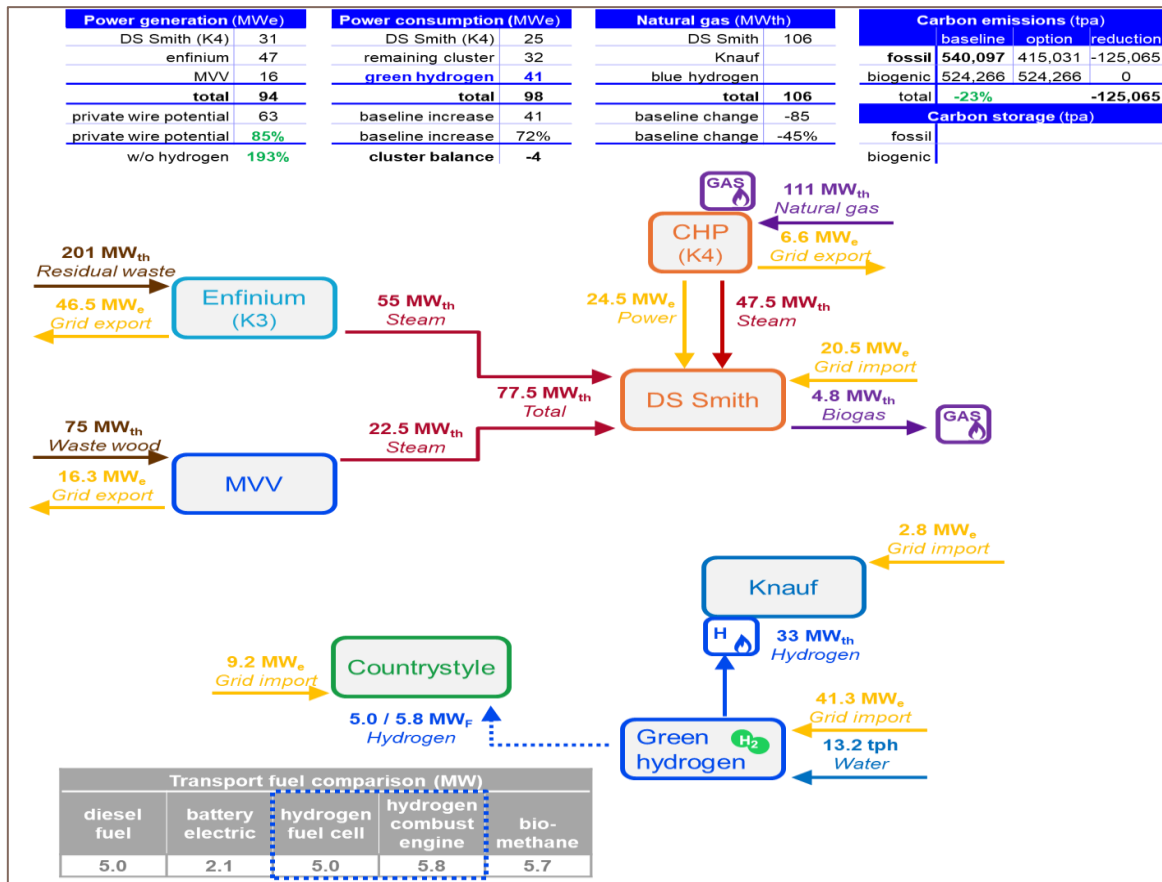 Power generation (MWe)
DS Smith (K4) 31
enfinium 47
MVV 16
total 94
private wire potential 63
private wire potential 85%
w/o hydrogen 193%
Power consumption (MWe)
DS Smith (K4) 25
remaining cluster 32
green hydrogen 41
total 98
baseline increase 41
baseline increase 72%
cluster balance -4
Natural gas (MWth)
DS Smith 106
Knauf
blue hydrogen
total 106
baseline change -85
baseline change -45%
Carbon emissions (tpa)
baseline option reduction
fossil 540,097 415,031 -125,065
biogenic 524,266 524,266 0
total -23% -125,065
Carbon storage (tpa)
fossil
biogenic
GAS
111 MWth
Natural gas
CHP
(K4)
6.6 MWe
Grid export
201 MWth
Residual waste
46.5 MWe
Grid export
Enfinium
(K3)
55 MWth
Steam
24.5 MWe
Power
47.5 MWth
Steam
20.5 MWe
Grid import
77.5 MWth
Total
DS Smith
4.8 MWth
Biogas
GAS
75 MWth
Waste wood
16.3 MWe
Grid export
MVV
22.5 MWth
Steam
2.8 MWe
Grid import
Knauf
H
33 MWth
Hydrogen
9.2 MWe
Grid import
Countrystyle
5.0 / 5.8 MWF
Hydrogen
Green
hydrogen
H2
41.3 MWe
Grid import
13.2 tph
Water
Transport fuel comparison (MW)
diesel fuel battery electric hydrogen fuel cell hydrogen combust engine bio-methane
5.0 2.1 5.0 5.8 5.7